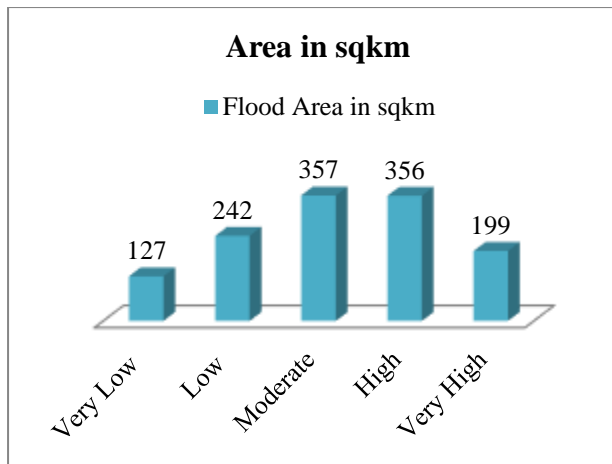 Area in sqkm
Flood Area in sqkm
127
242
357
356
199
Very Low
Low
Moderate
High
Very High